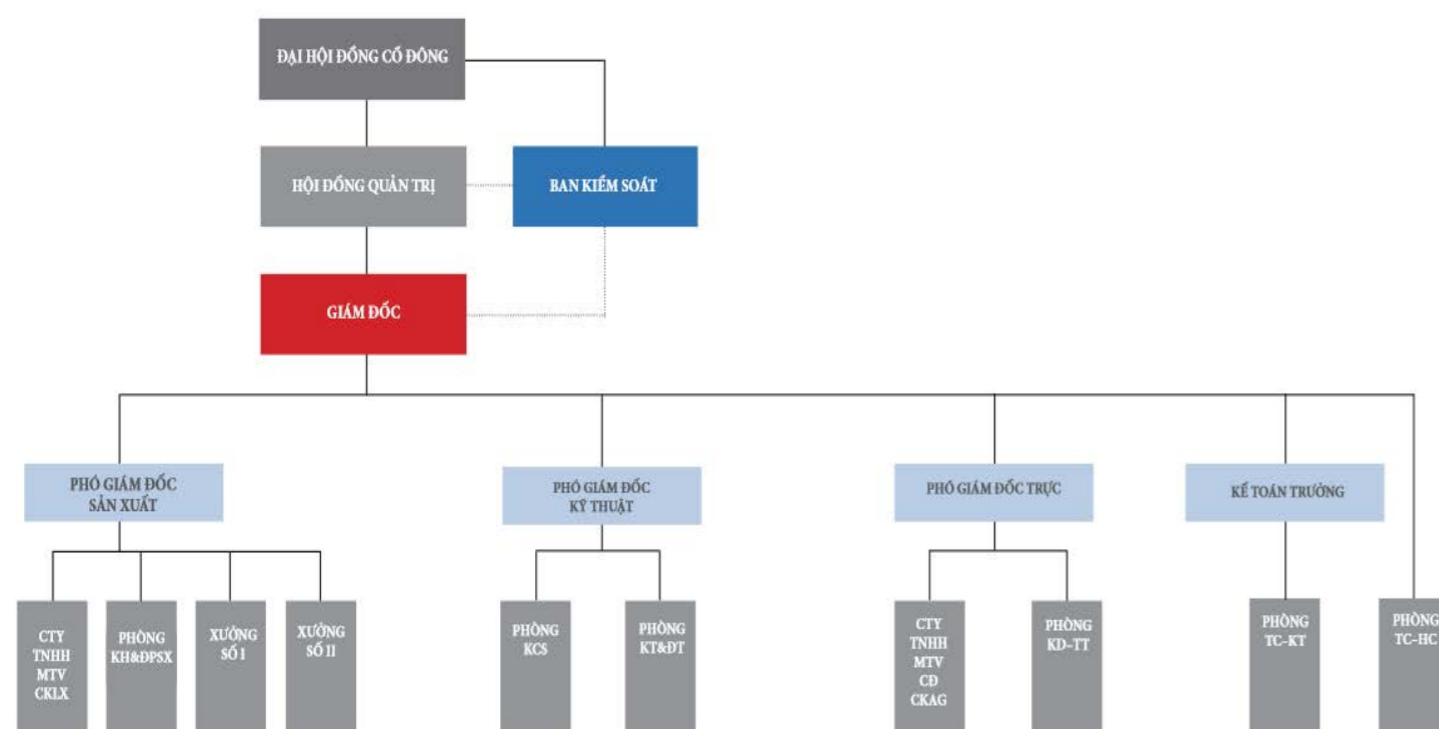 ĐẠI HỘI ĐỒNG CỔ ĐÔNG
HỘI ĐỒNG QUẢN TRỊ
BAN KIỂM SOÁT
GIÁM ĐỐC
PHÓ GIÁM ĐỐC
SẢN XUẤT
PHÓ GIÁM ĐỐC
KỸ THUẬT
PHÓ GIÁM ĐỐC TRỰC
KẾ TOÁN TRƯỞNG
CTY
TNHH
MTV
CKLX
PHÒNG
KH&ĐPSX
XƯỞNG
SỐ I
XƯỞNG
SỐ II
PHÒNG
KCS
PHÒNG
KT&ĐT
CTY
TNHH
MTV
CĐ
CKAG
PHÒNG
KD-TT
PHÒNG
TC-KT
PHÒNG
TC-HC